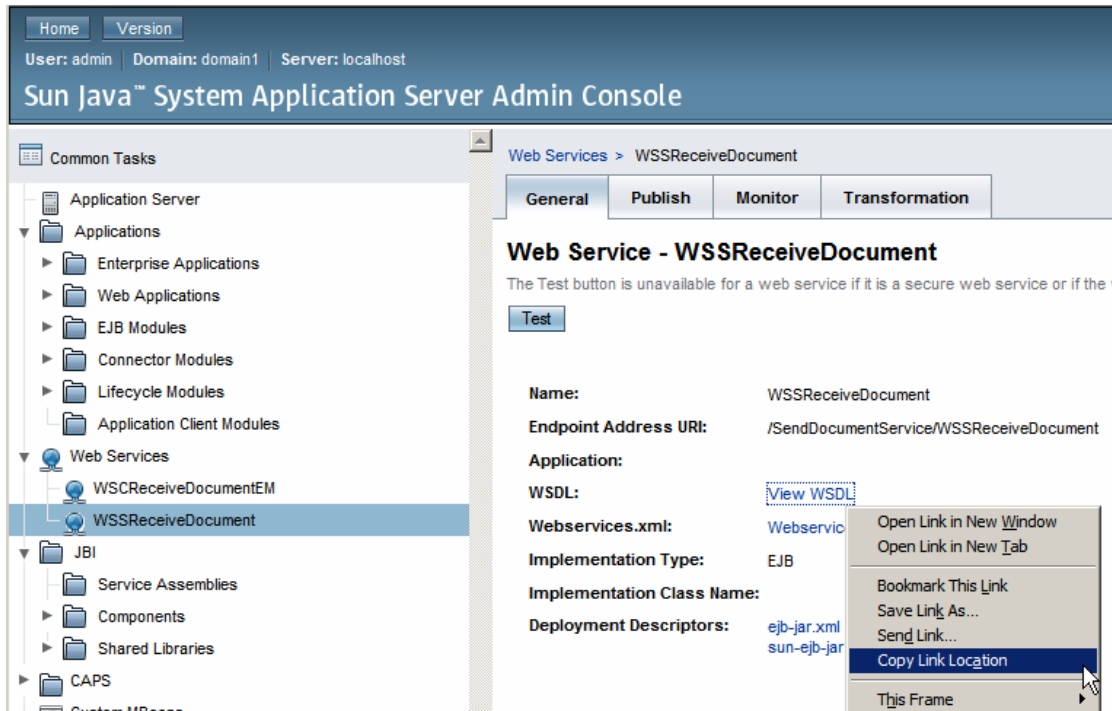 Home Version
User: admin Domain: domain1 Server: localhost
Sun Java™ System Application Server Admin Console
Common Tasks
Application Server
Applications
Enterprise Applications
Web Applications
EJB Modules
Connector Modules
Lifecycle Modules
Application Client Modules
Web Services
WSCReceiveDocumentEM
WSSReceiveDocument
JBI
Service Assemblies
Components
Shared Libraries
CAPS
Web Services > WSSReceiveDocument
General Publish Monitor Transformation
Web Service - WSSReceiveDocument
The Test button is unavailable for a web service if it is a secure web service or if the
Test
Name: WSSReceiveDocument
Endpoint Address URI: /SendDocumentService/WSSReceiveDocument
Application:
WSDL: View WSDL
Webservices.xml: Webservic
Implementation Type: EJB
Implementation Class Name:
Deployment Descriptors: ejb-jar.xml
sun-ejb-jar
Open Link in New Window
Open Link in New Tab
Bookmark This Link
Save Link As...
Send Link...
Copy Link Location
This Frame